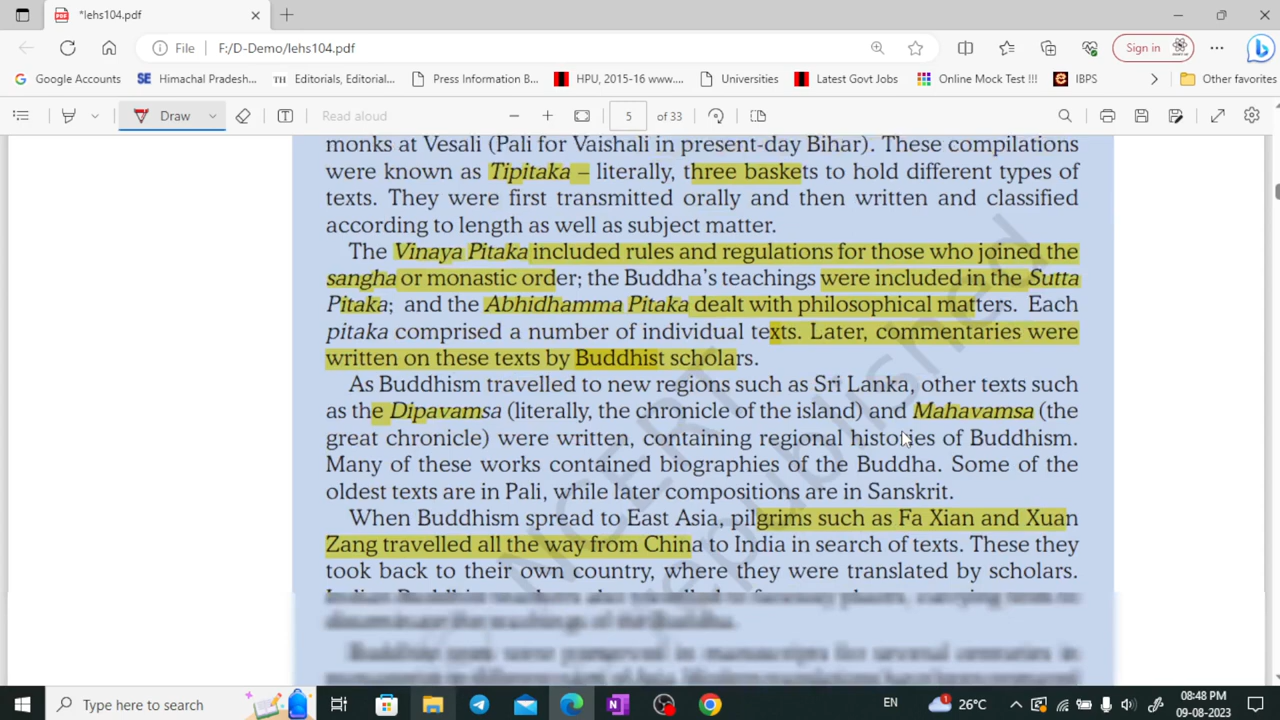 *lehs104.pdf
File F:/D-Demo/lehs104.pdf Sign in
Google Accounts SE Himachal Pradesh... TH Editorials, Editorial... Press Information B... HPU, 2015-16 www.... Universities Latest Govt Jobs Online Mock Test !!! IBPS Other favorites
Draw Read aloud 5 of 33
monks at Vesali (Pali for Vaishali in present-day Bihar). These compilations
were known as Tipitaka – literally, three baskets to hold different types of
texts. They were first transmitted orally and then written and classified
according to length as well as subject matter.
The Vinaya Pitaka included rules and regulations for those who joined the
sangha or monastic order; the Buddha's teachings were included in the Sutta
Pitaka; and the Abhidhamma Pitaka dealt with philosophical matters. Each
pitaka comprised a number of individual texts. Later, commentaries were
written on these texts by Buddhist scholars.
As Buddhism travelled to new regions such as Sri Lanka, other texts such
as the Dipavamsa (literally, the chronicle of the island) and Mahavamsa (the
great chronicle) were written, containing regional histories of Buddhism.
Many of these works contained biographies of the Buddha. Some of the
oldest texts are in Pali, while later compositions are in Sanskrit.
When Buddhism spread to East Asia, pilgrims such as Fa Xian and Xuan
Zang travelled all the way from China to India in search of texts. These they
took back to their own country, where they were translated by scholars.
Type here to search EN 1 26°C 08:48 PM
09-08-2023